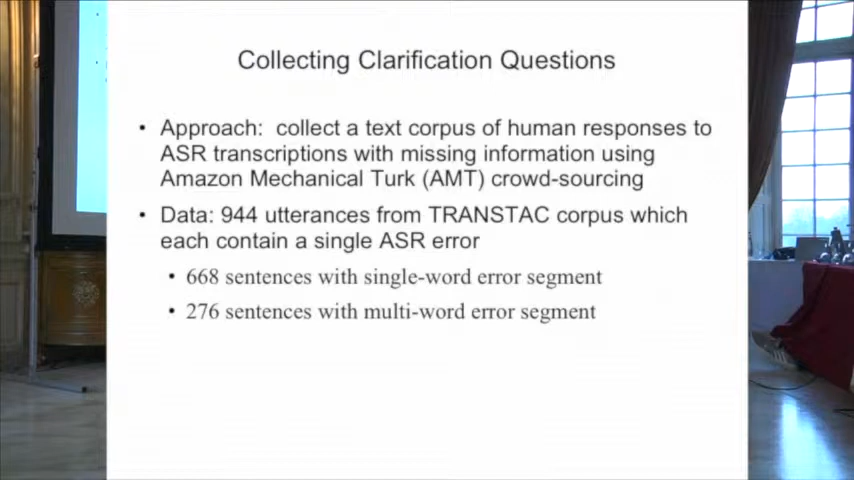 Collecting Clarification Questions
• Approach: collect a text corpus of human responses to
ASR transcriptions with missing information using
Amazon Mechanical Turk (AMT) crowd-sourcing
• Data: 944 utterances from TRANSTAC corpus which
each contain a single ASR error
• 668 sentences with single-word error segment
• 276 sentences with multi-word error segment